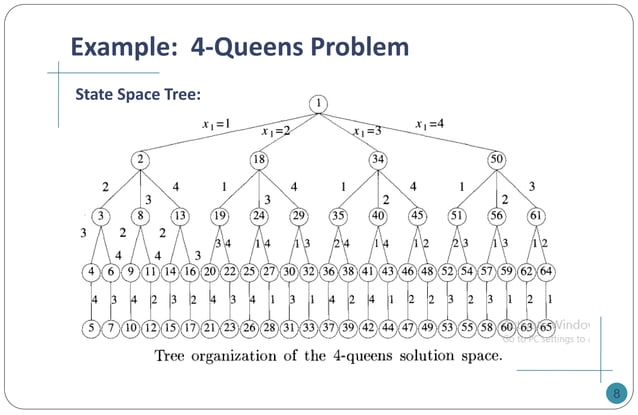 Example: 4-Queens Problem
State Space Tree:
1
x1=1 x1=2 x1=3 x1=4
2 18 34 50
2 3 4 1 3 4 1 2 4 1 2 3
3 8 13 19 24 29 35 40 45 51 56 61
3 4 2 4 2 3 3 4 1 4 1 3 2 4 1 4 1 2 2 3 1 3 1 2
4 6 9 11 14 16 20 22 25 27 30 32 36 38 41 43 46 48 52 54 57 59 62 64
4 3 4 2 3 2 4 3 4 1 3 1 4 2 4 1 2 2 3 2 3 1 2 1
5 7 10 12 15 17 21 23 26 28 31 33 37 39 42 44 47 49 53 55 58 60 63 65
Tree organization of the 4-queens solution space.
Go to PC settings to
8